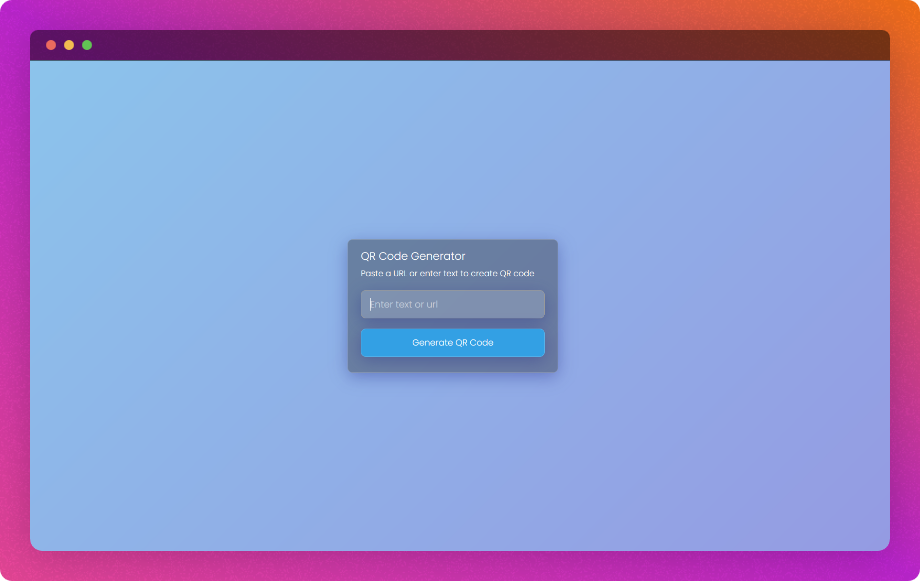 QR Code Generator
Paste a URL or enter text to create QR code
Enter text or url
Generate QR Code